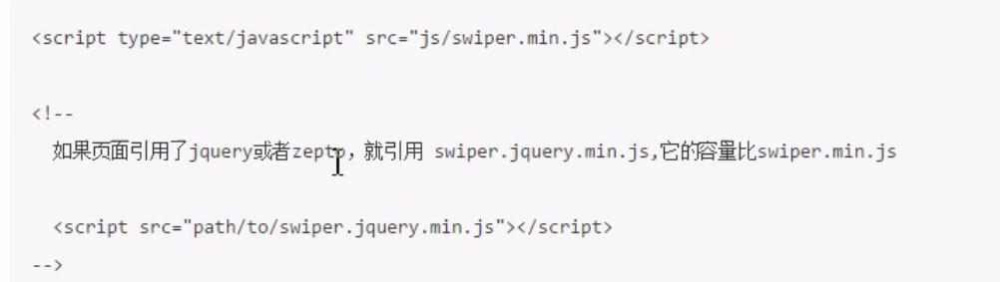 <script type="text/javascript" src="js/swiper.min.js"></script>
<!--
如果页面引用了jquery或者zepto，就引用 swiper.jquery.min.js,它的容量比swiper.min.js
<script src="path/to/swiper.jquery.min.js"></script>
-->